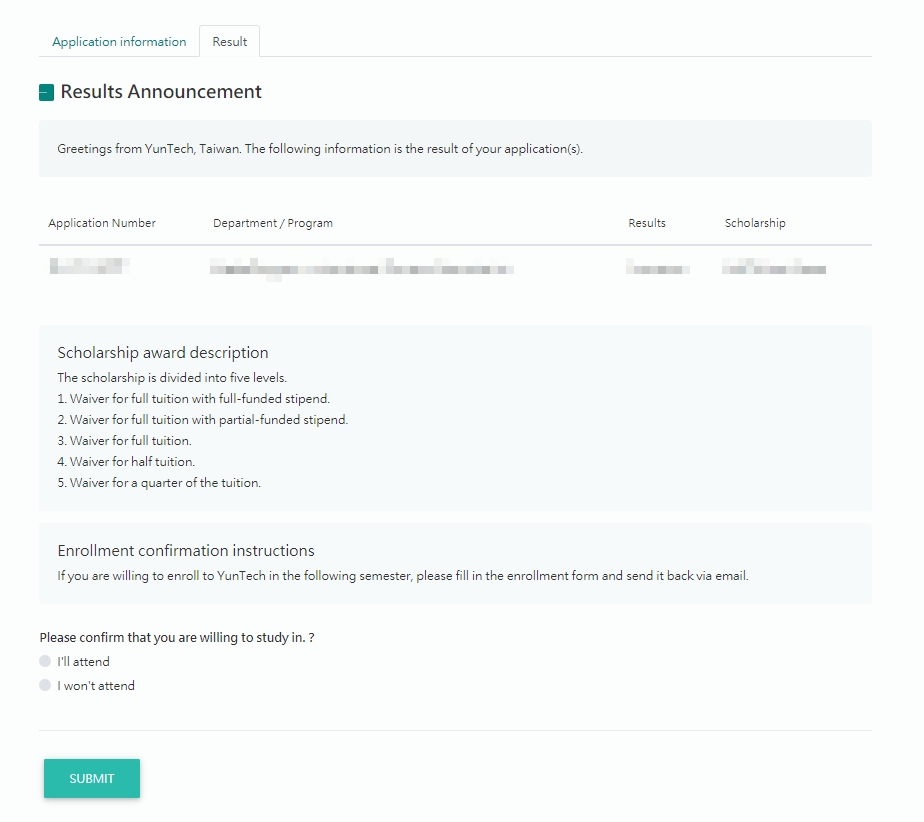 Application information
Result
Results Announcement
Greetings from YunTech, Taiwan. The following information is the result of your application(s).
Application Number Department / Program Results Scholarship
Scholarship award description
The scholarship is divided into five levels.
1. Waiver for full tuition with full-funded stipend.
2. Waiver for full tuition with partial-funded stipend.
3. Waiver for full tuition.
4. Waiver for half tuition.
5. Waiver for a quarter of the tuition.
Enrollment confirmation instructions
If you are willing to enroll to YunTech in the following semester, please fill in the enrollment form and send it back via email.
Please confirm that you are willing to study in. ?
I'll attend
I won't attend
SUBMIT